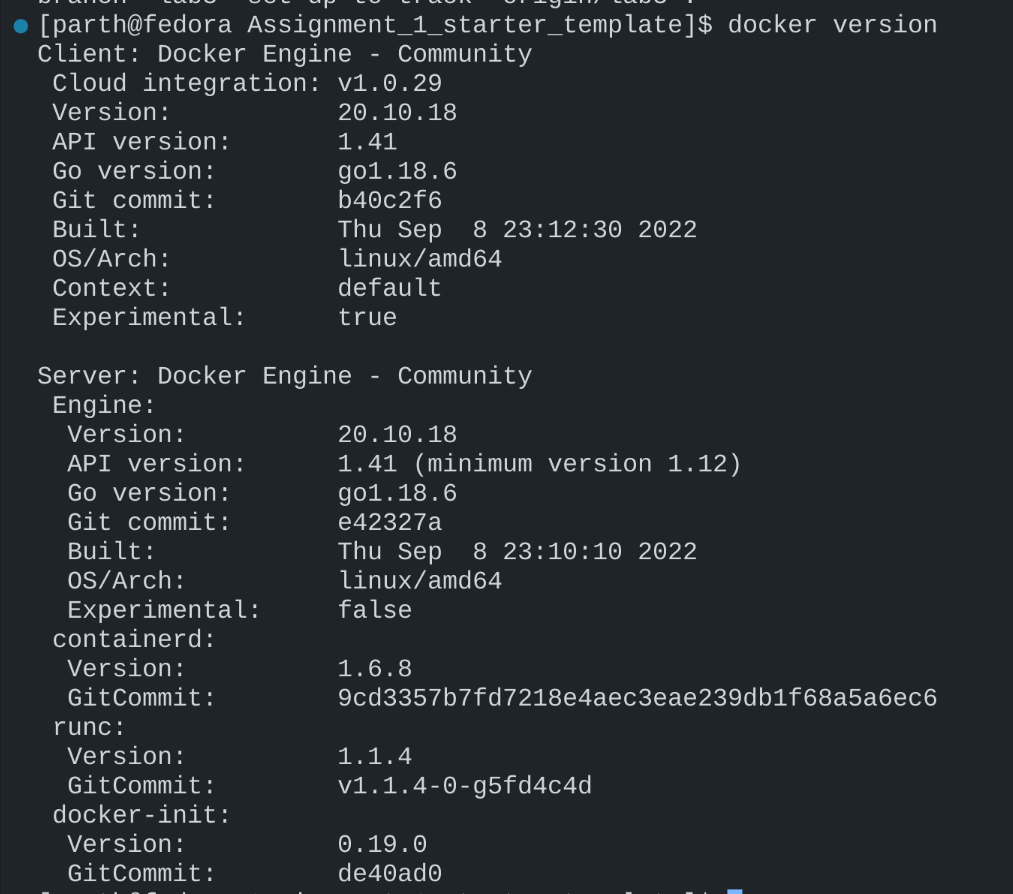 [parth@fedora Assignment_1_starter_template]$ docker version
Client: Docker Engine - Community
 Cloud integration: v1.0.29
 Version:           20.10.18
 API version:       1.41
 Go version:        go1.18.6
 Git commit:        b40c2f6
 Built:             Thu Sep  8 23:12:30 2022
 OS/Arch:           linux/amd64
 Context:           default
 Experimental:      true

Server: Docker Engine - Community
 Engine:
  Version:          20.10.18
  API version:      1.41 (minimum version 1.12)
  Go version:       go1.18.6
  Git commit:       e42327a
  Built:            Thu Sep  8 23:10:10 2022
  OS/Arch:          linux/amd64
  Experimental:     false
 containerd:
  Version:          1.6.8
  GitCommit:        9cd3357b7fd7218e4aec3eae239db1f68a5a6ec6
 runc:
  Version:          1.1.4
  GitCommit:        v1.1.4-0-g5fd4c4d
 docker-init:
  Version:          0.19.0
  GitCommit:        de40ad0